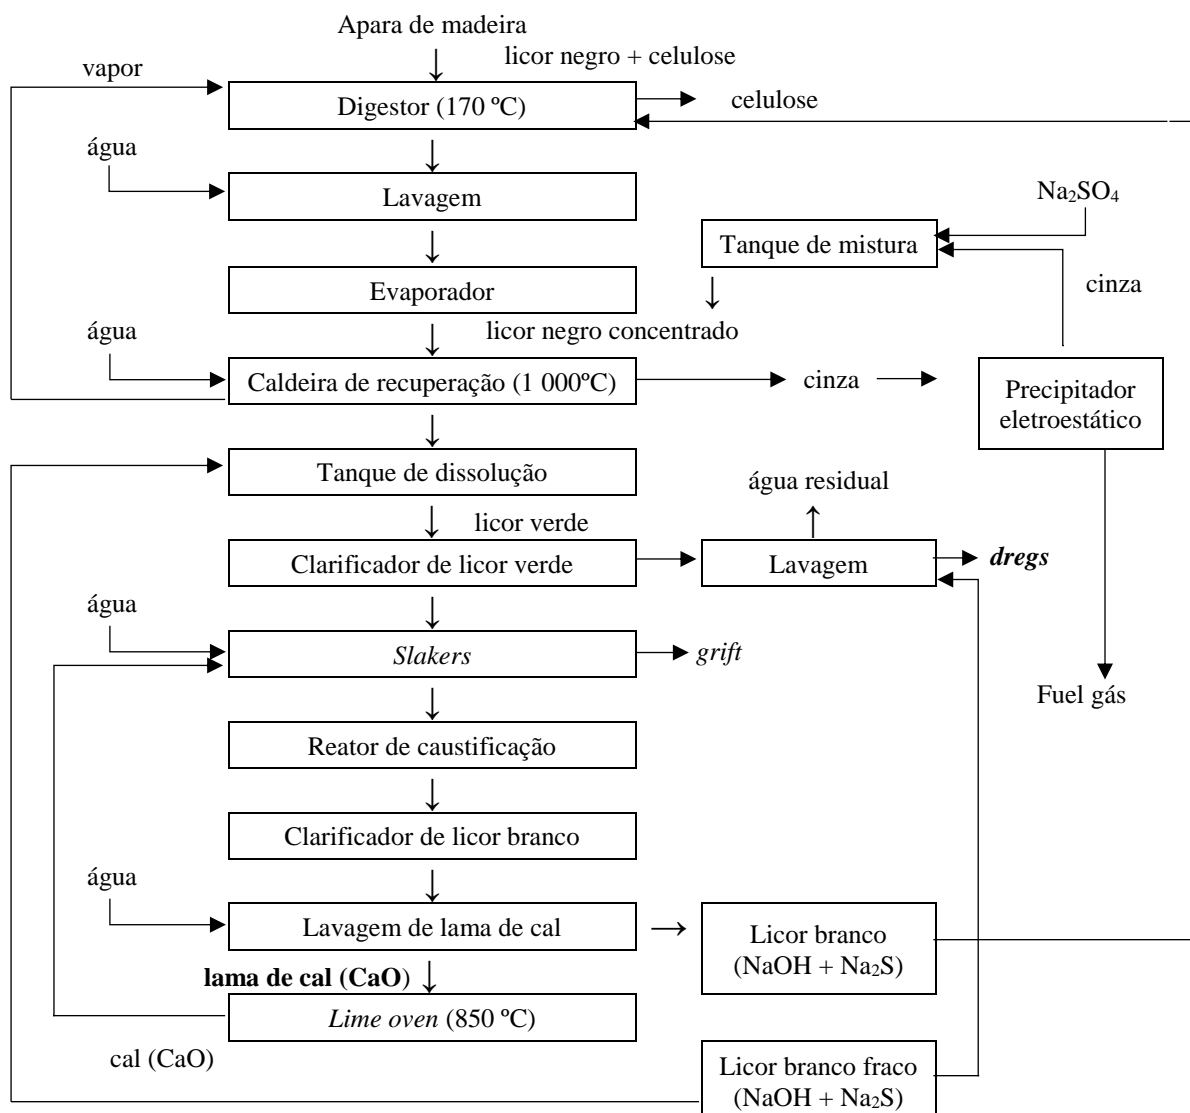 Apara de madeira
licor negro + celulose
vapor
Digestor (170 ºC)
celulose
água
Lavagem
Na₂SO₄
Tanque de mistura
Evaporador
cinza
água
licor negro concentrado
Caldeira de recuperação (1 000ºC)
cinza
Precipitador
eletroestático
Tanque de dissolução
água residual
licor verde
Clarificador de licor verde
Lavagem
dregs
água
Slakers
grift
Fuel gás
Reator de caustificação
Clarificador de licor branco
água
Lavagem de lama de cal
Licor branco
(NaOH + Na₂S)
lama de cal (CaO)
Lime oven (850 ºC)
cal (CaO)
Licor branco fraco
(NaOH + Na₂S)